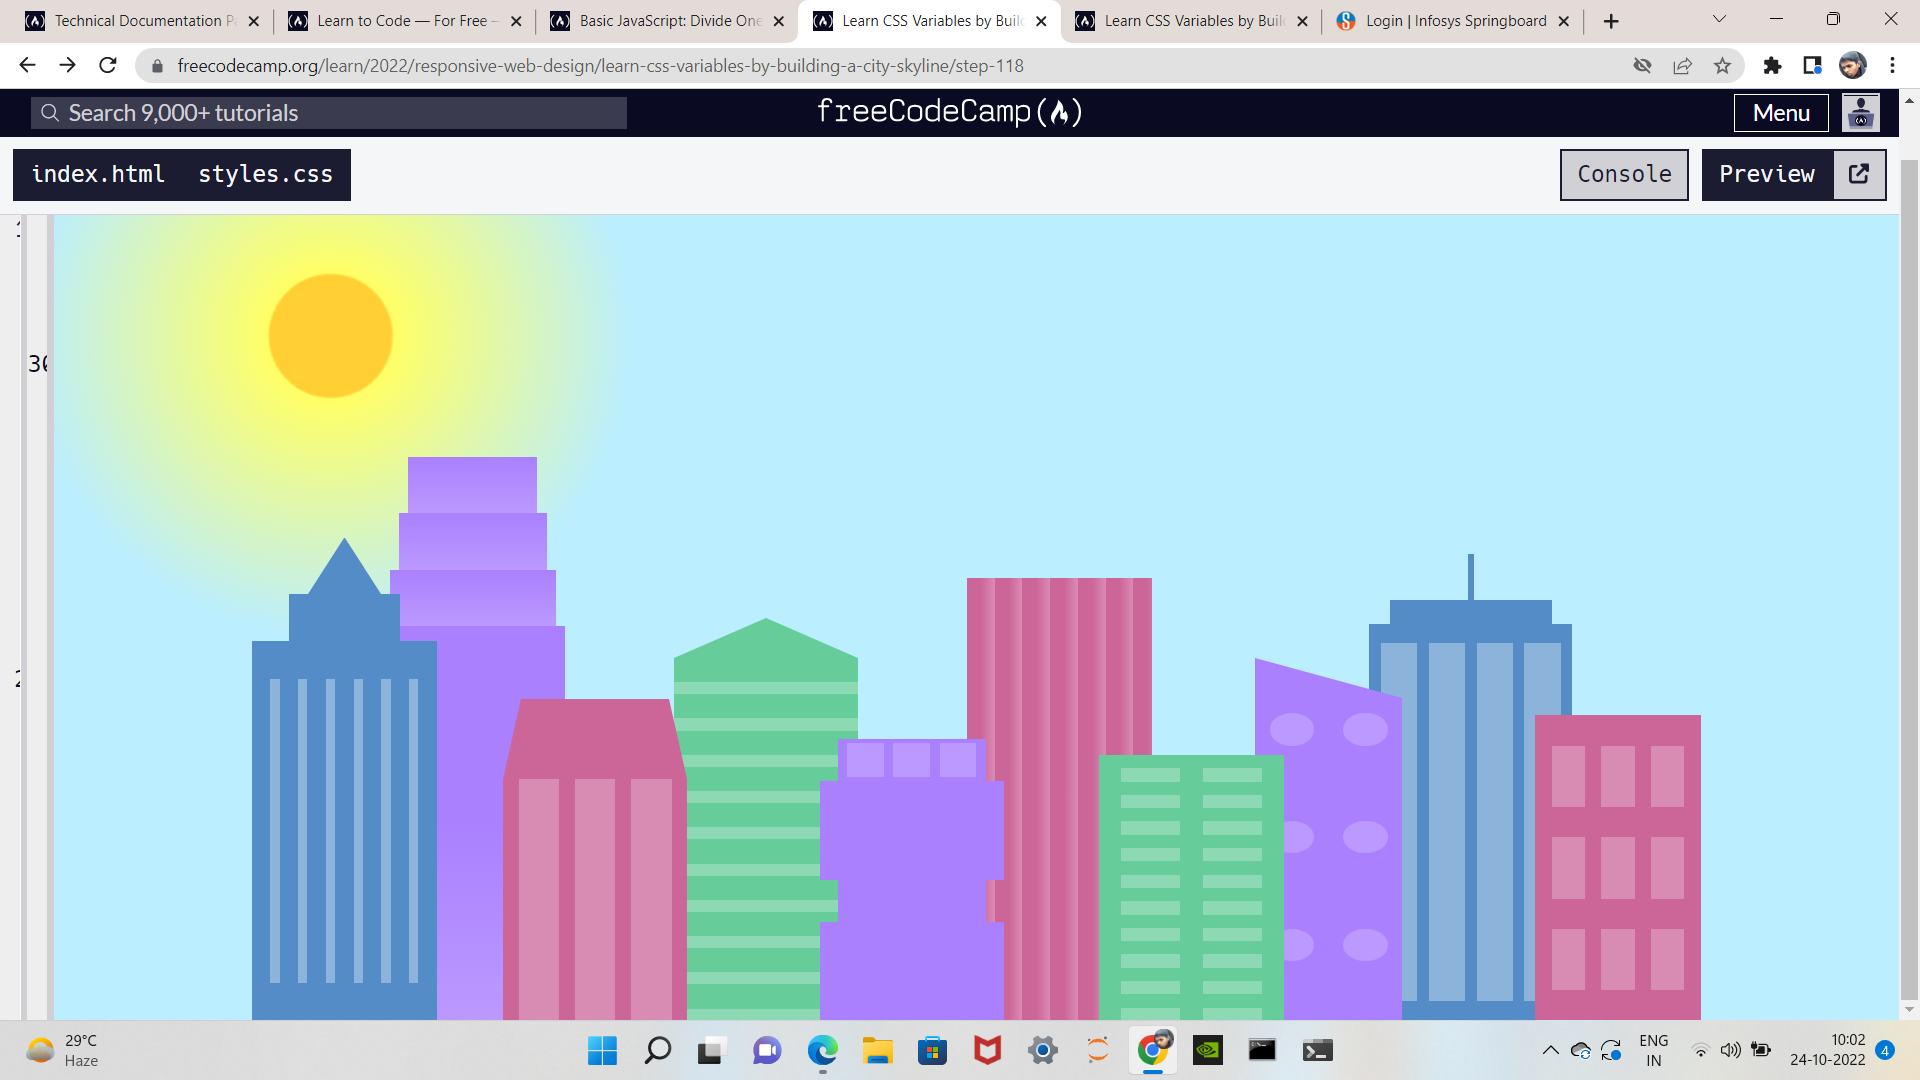 Technical Documentation P
Learn to Code — For Free –
Basic JavaScript: Divide One
Learn CSS Variables by Buil
Learn CSS Variables by Buil
Login | Infosys Springboard
freecodecamp.org/learn/2022/responsive-web-design/learn-css-variables-by-building-a-city-skyline/step-118
Search 9,000+ tutorials
freeCodeCamp(🔥)
Menu
index.html
styles.css
Console
Preview
1
30
2
29°C
Haze
ENG
IN
10:02
24-10-2022
4